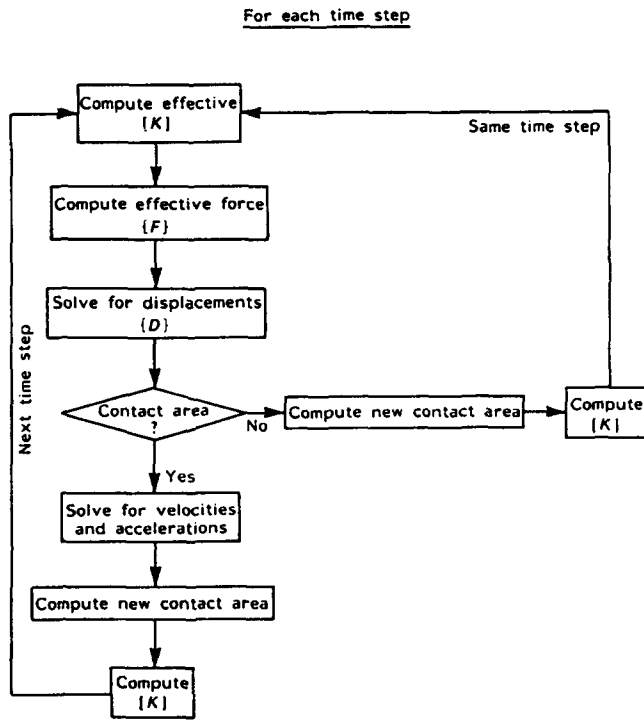 For each time step
Compute effective
[K]
Same time step
Compute effective force
{F}
Solve for displacements
{D}
Next time step
Contact area
?
No
Compute new contact area
Compute
[K]
Yes
Solve for velocities
and accelerations
Compute new contact area
Compute
[K]